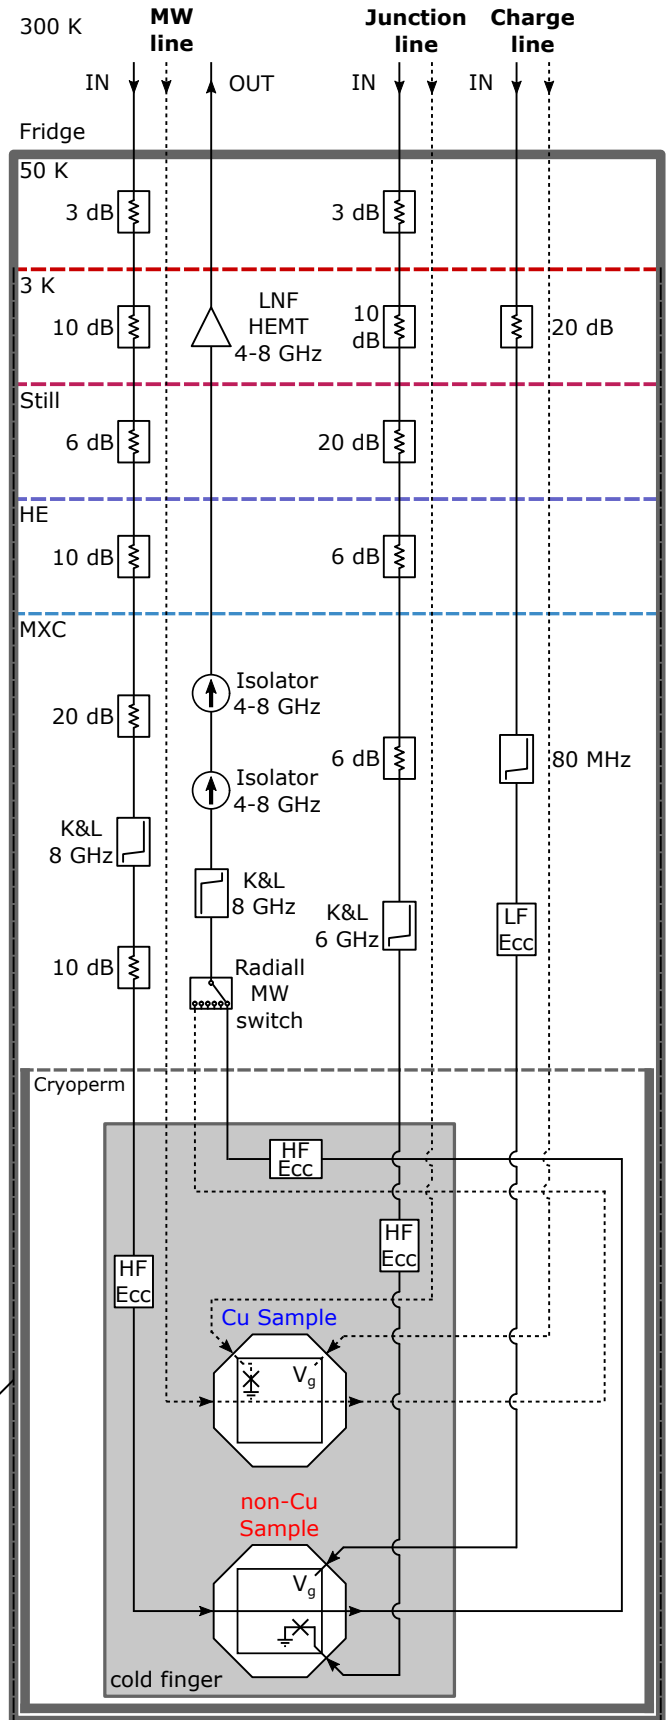 300 K
MW
line
Junction
line
Charge
line
IN
OUT
IN
IN
Fridge
50 K
3 dB
3 dB
3 K
10 dB
LNF
HEMT
4-8 GHz
10
dB
20 dB
Still
6 dB
20 dB
HE
10 dB
6 dB
MXC
20 dB
Isolator
4-8 GHz
6 dB
80 MHz
Isolator
4-8 GHz
K&L
8 GHz
K&L
8 GHz
K&L
6 GHz
LF
Ecc
10 dB
Radiall
MW
switch
Cryoperm
HF
Ecc
HF
Ecc
HF
Ecc
Cu Sample
Vg
non-Cu
Sample
Vg
cold finger